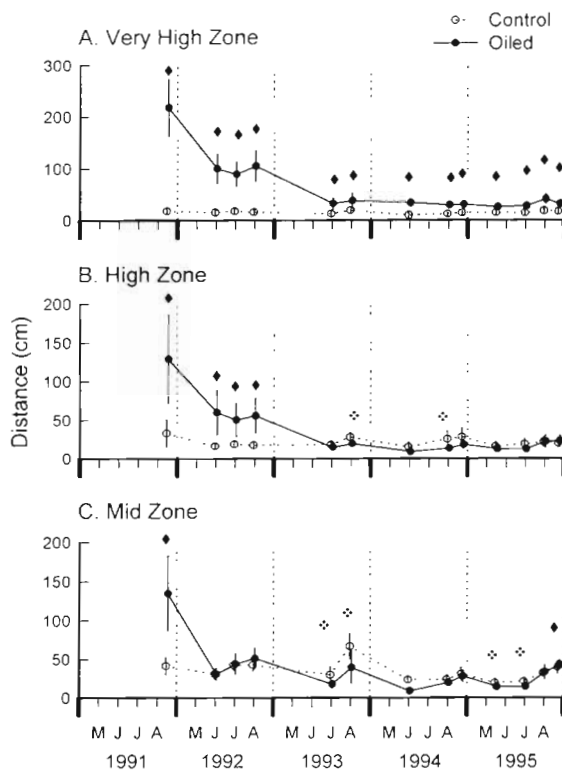 Control
Oiled
A. Very High Zone
300
200
100
0
B. High Zone
200
150
100
50
0
Distance (cm)
C. Mid Zone
200
150
100
50
0
M J J A M J J A M J J A M J J A M J J A
1991 1992 1993 1994 1995